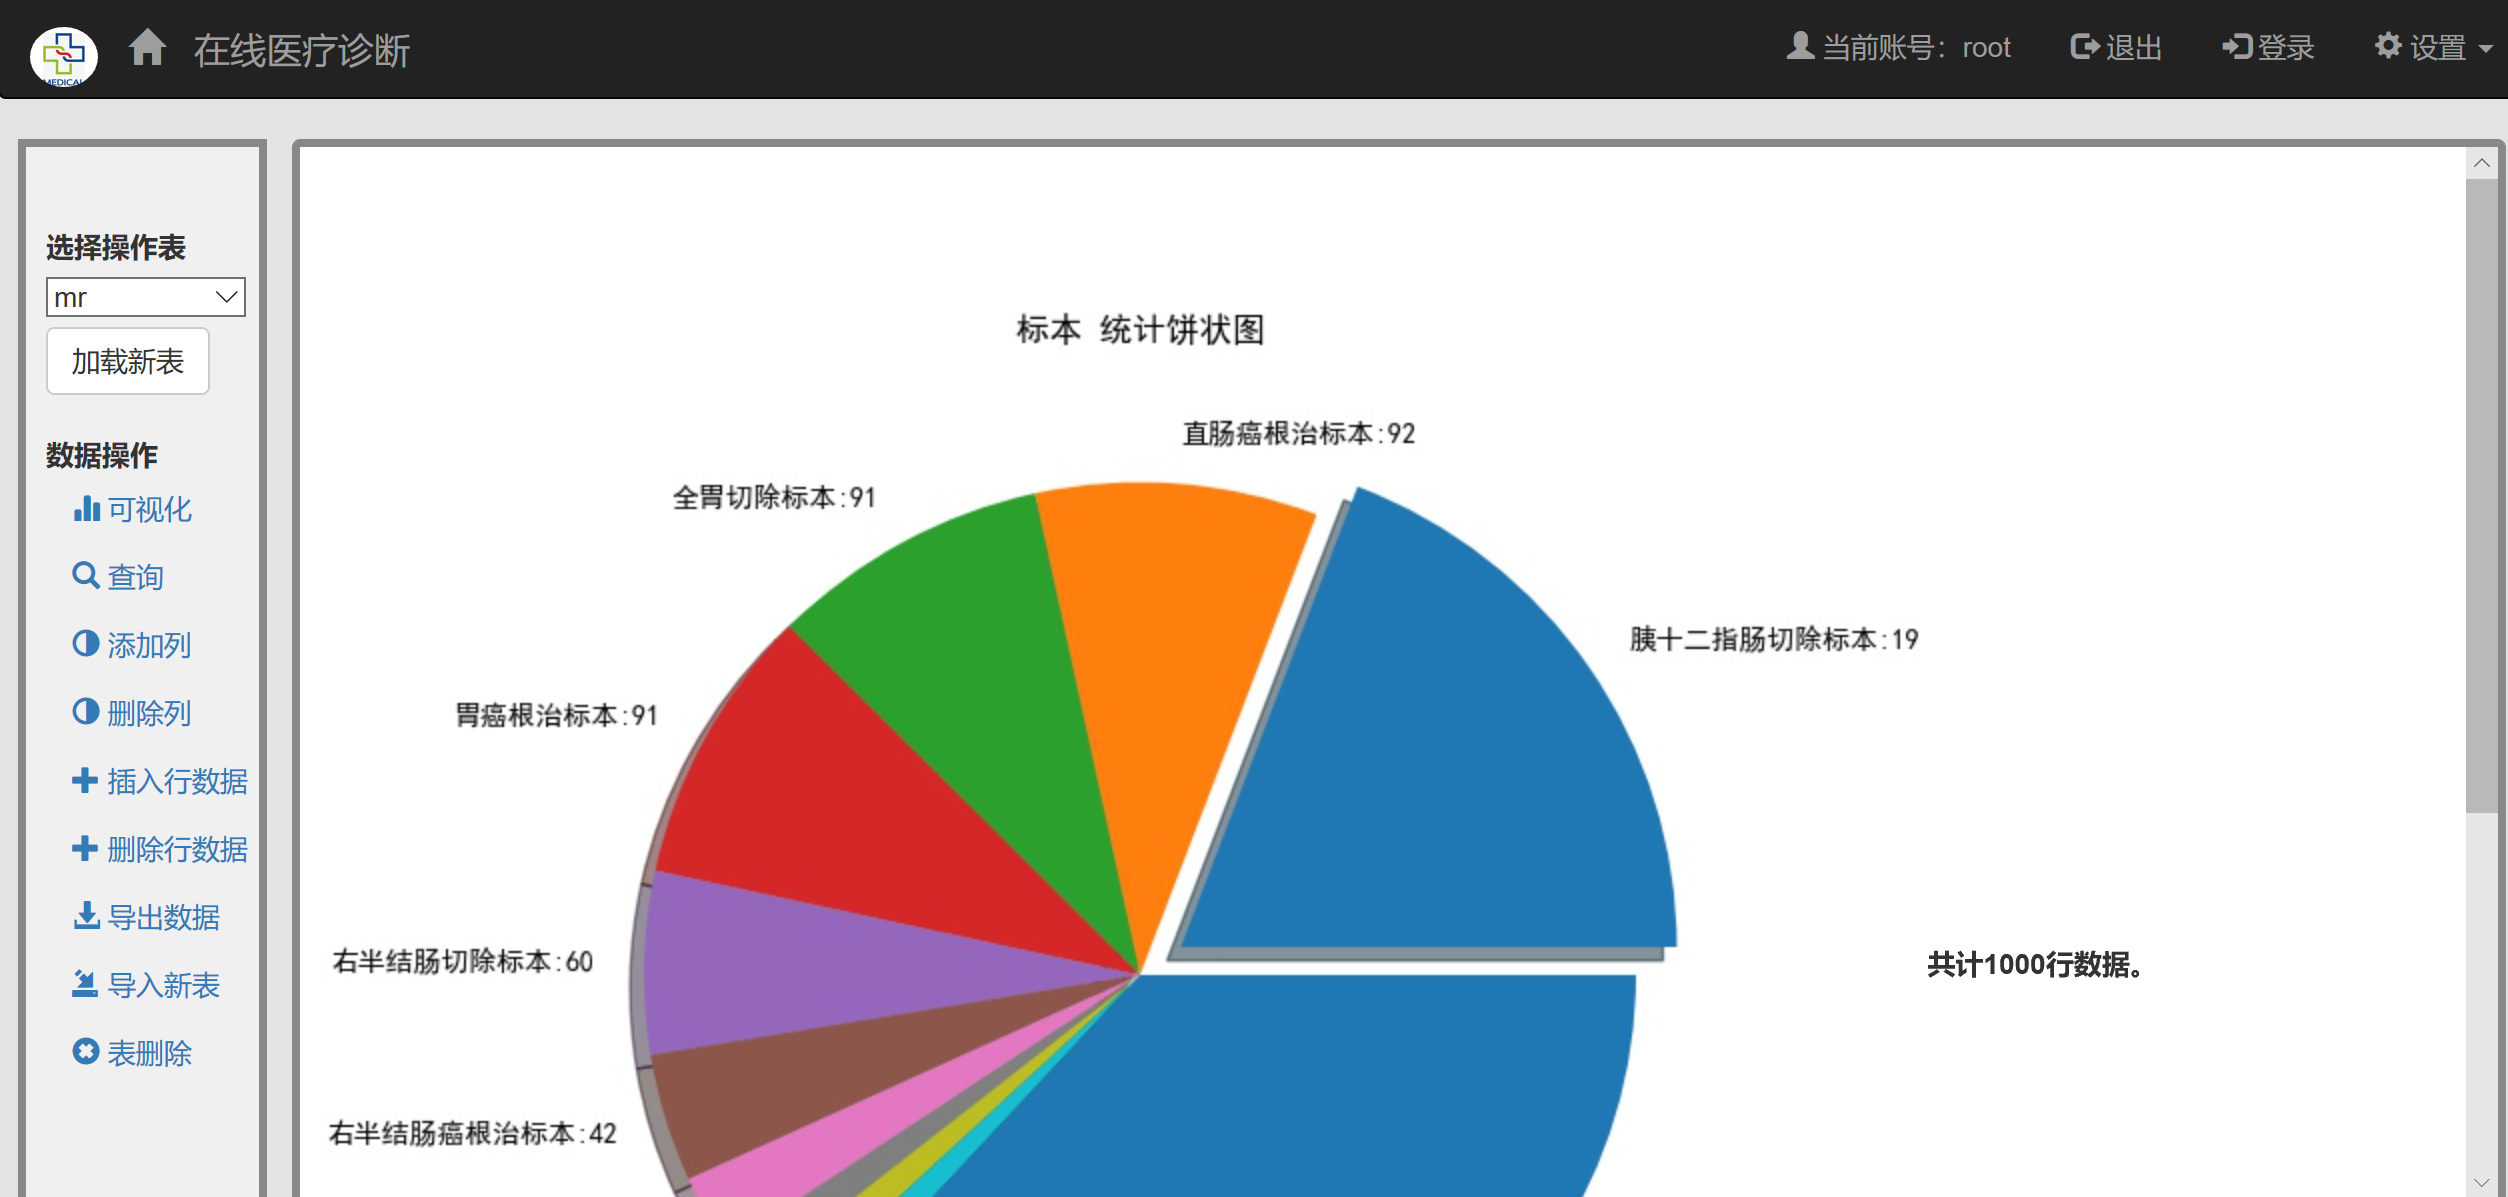 MEDICAL
在线医疗诊断
当前账号：root
退出
登录
设置
选择操作表
mr
加载新表
数据操作
可视化
查询
添加列
删除列
插入行数据
删除行数据
导出数据
导入新表
表删除
标本 统计饼状图
直肠癌根治标本:92
全胃切除标本:91
胰十二指肠切除标本:19
胃癌根治标本:91
右半结肠切除标本:60
共计1000行数据。
右半结肠癌根治标本:42